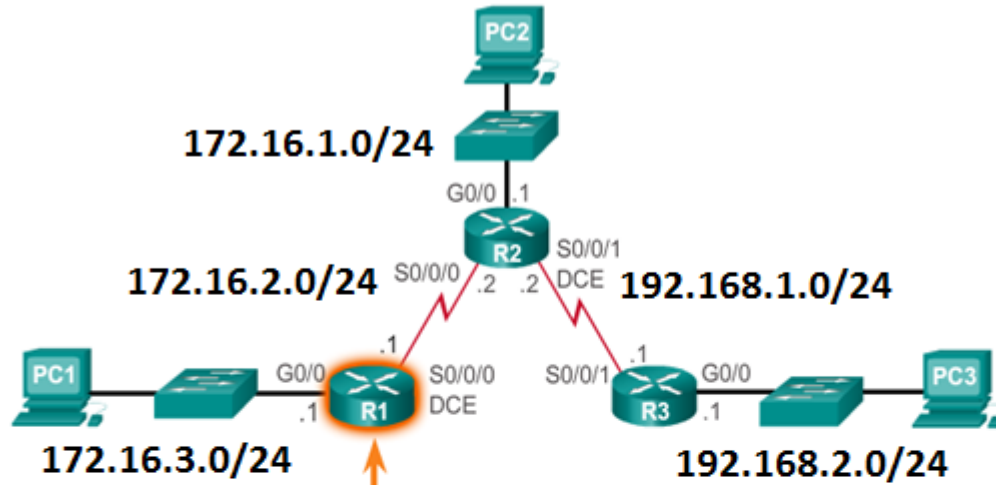 PC2
172.16.1.0/24
G0/0 .1
R2
S0/0/1
DCE
172.16.2.0/24
S0/0/0
.2 .2
192.168.1.0/24
PC1
G0/0
.1
.1
R1
S0/0/0
DCE
S0/0/1
.1
R3
G0/0
.1
PC3
172.16.3.0/24
192.168.2.0/24